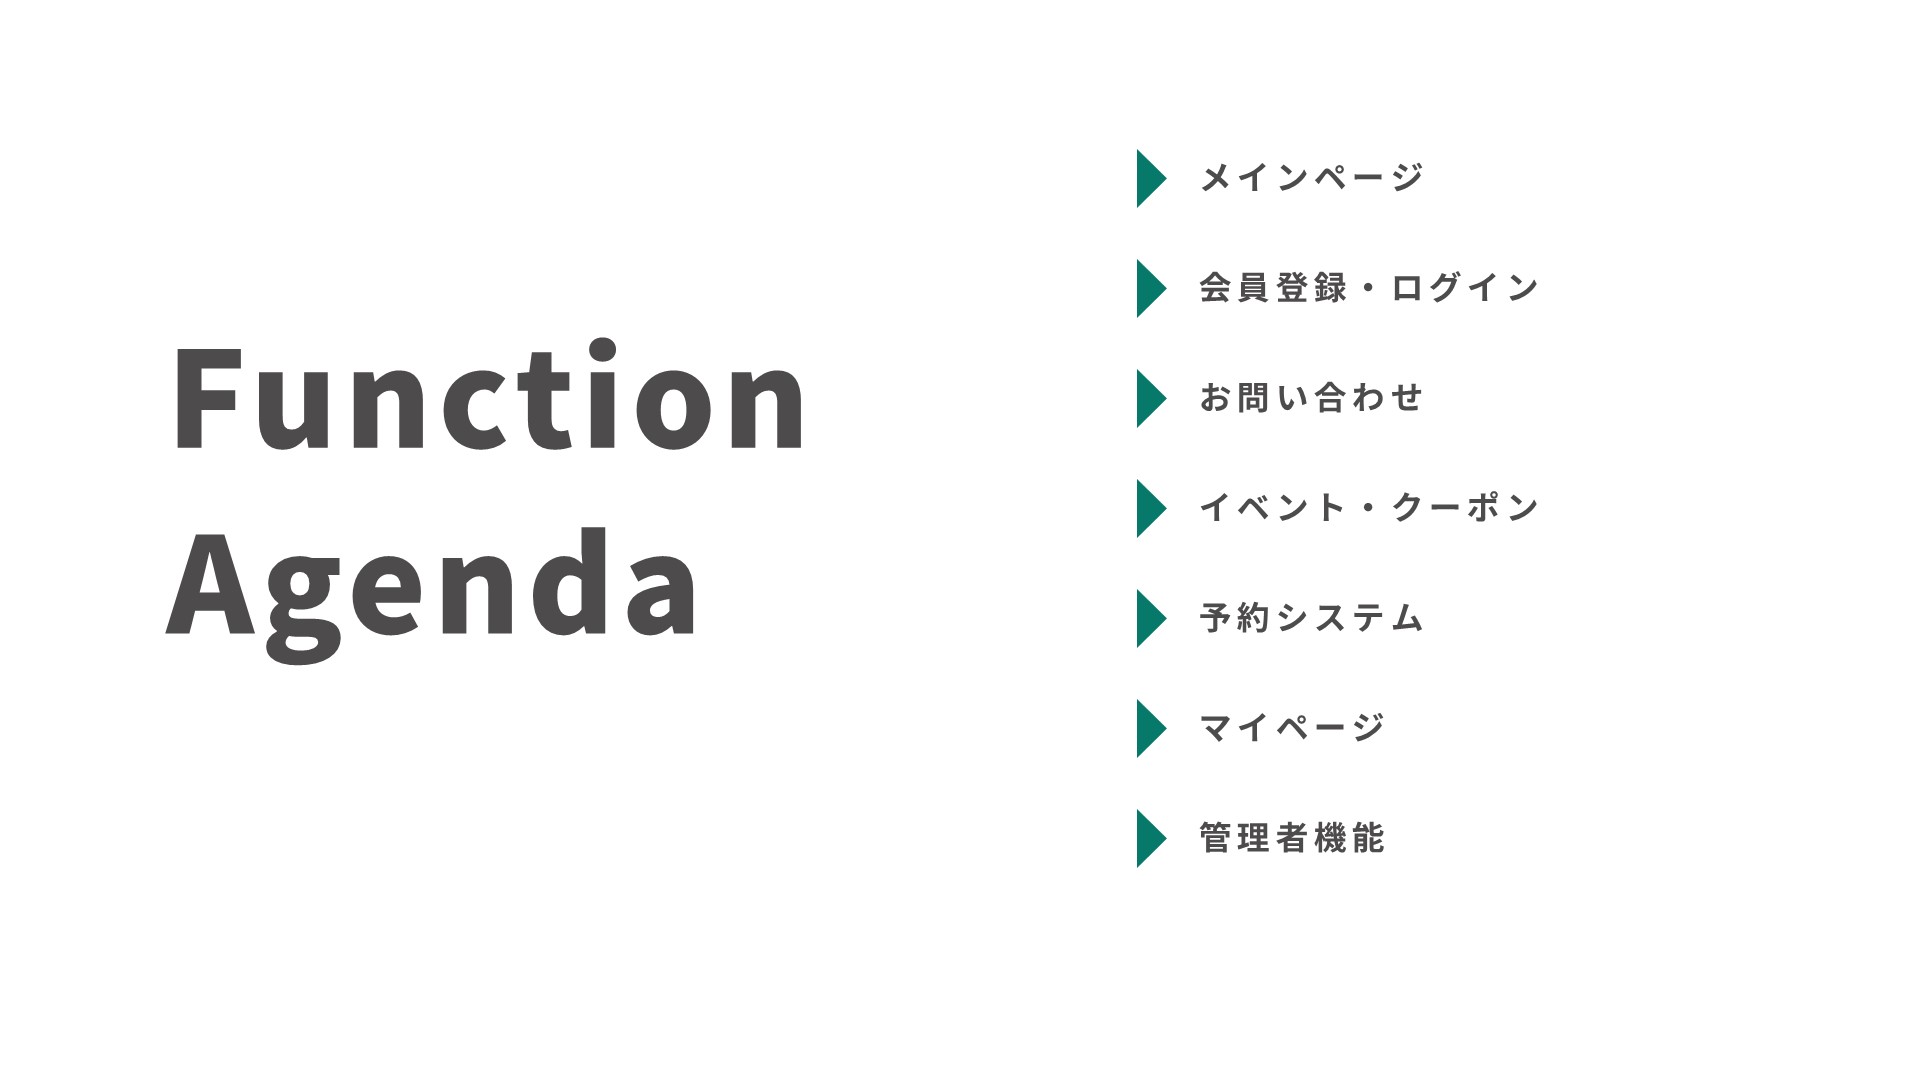 Function
Agenda
メインページ
会員登録・ログイン
お問い合わせ
イベント・クーポン
予約システム
マイページ
管理者機能